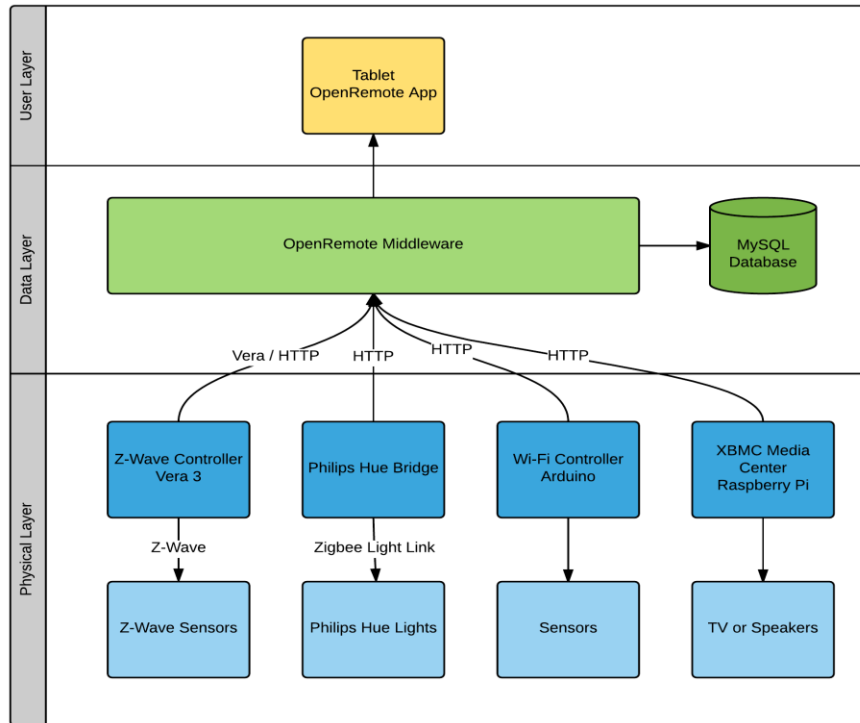 User Layer
Tablet
OpenRemote App
Data Layer
OpenRemote Middleware
MySQL
Database
Vera / HTTP
HTTP
HTTP
HTTP
Physical Layer
Z-Wave Controller
Vera 3
Philips Hue Bridge
Wi-Fi Controller
Arduino
XBMC Media
Center
Raspberry Pi
Z-Wave
Zigbee Light Link
Z-Wave Sensors
Philips Hue Lights
Sensors
TV or Speakers